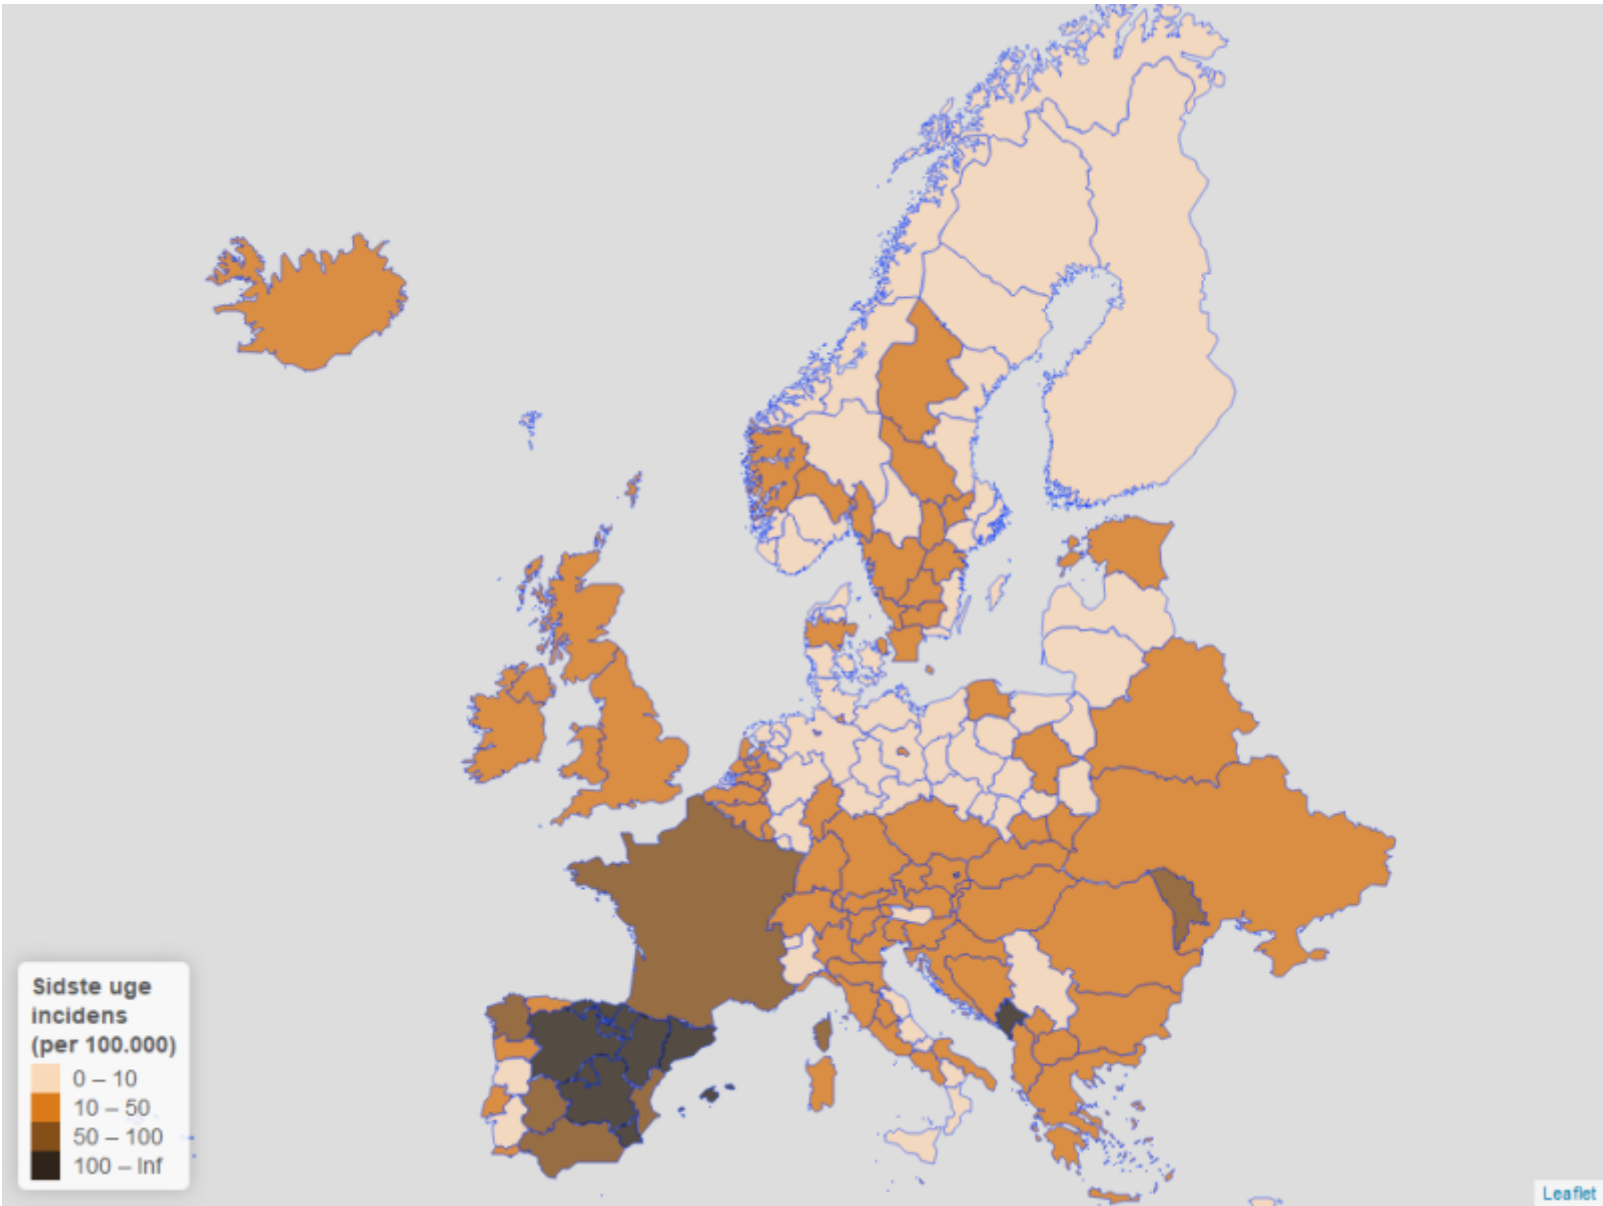 Sidste uge
incidens
(per 100.000)
0 – 10
10 – 50
50 – 100
100 – Inf
Leaflet